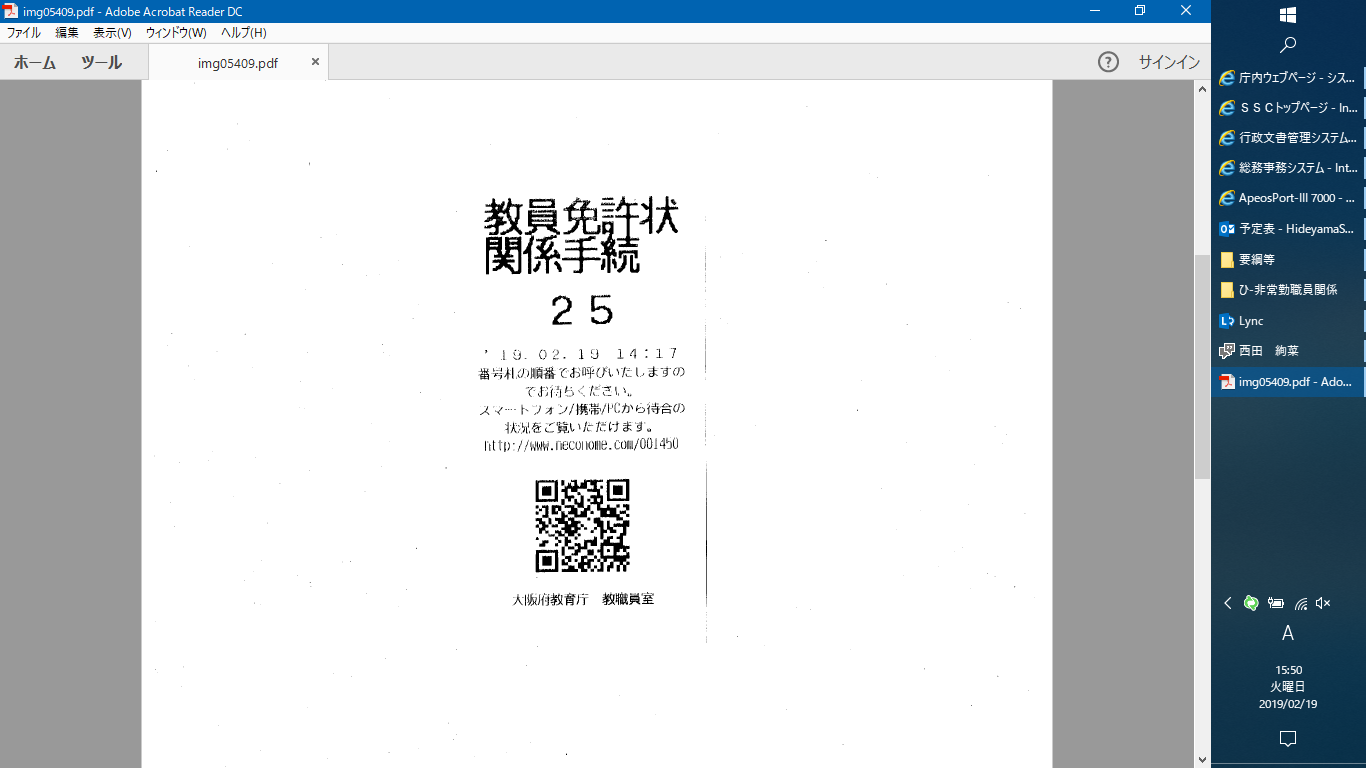 img05409.pdf - Adobe Acrobat Reader DC
ファイル 編集 表示(V) ウィンドウ(W) ヘルプ(H)
ホーム ツール img05409.pdf × ? サインイン
教員免許状
関係手続
25
'19.02.19 14:17
番号札の順番でお呼びいたしますの
でお待ちください。
スマートフォン/携帯/PCから待合の
状況をご覧いただけます。
http://www.neconome.com/001450
大阪府教育庁 教職員室
庁内ウェブページ - シス...
ＳＳＣトップページ - In...
行政文書管理システム...
総務事務システム - Int...
ApeosPort-III 7000 - ...
予定表 - HideyamaS...
要綱等
ひ-非常勤職員関係
Lync
西田　絢菜
img05409.pdf - Ado...
A
15:50
火曜日
2019/02/19